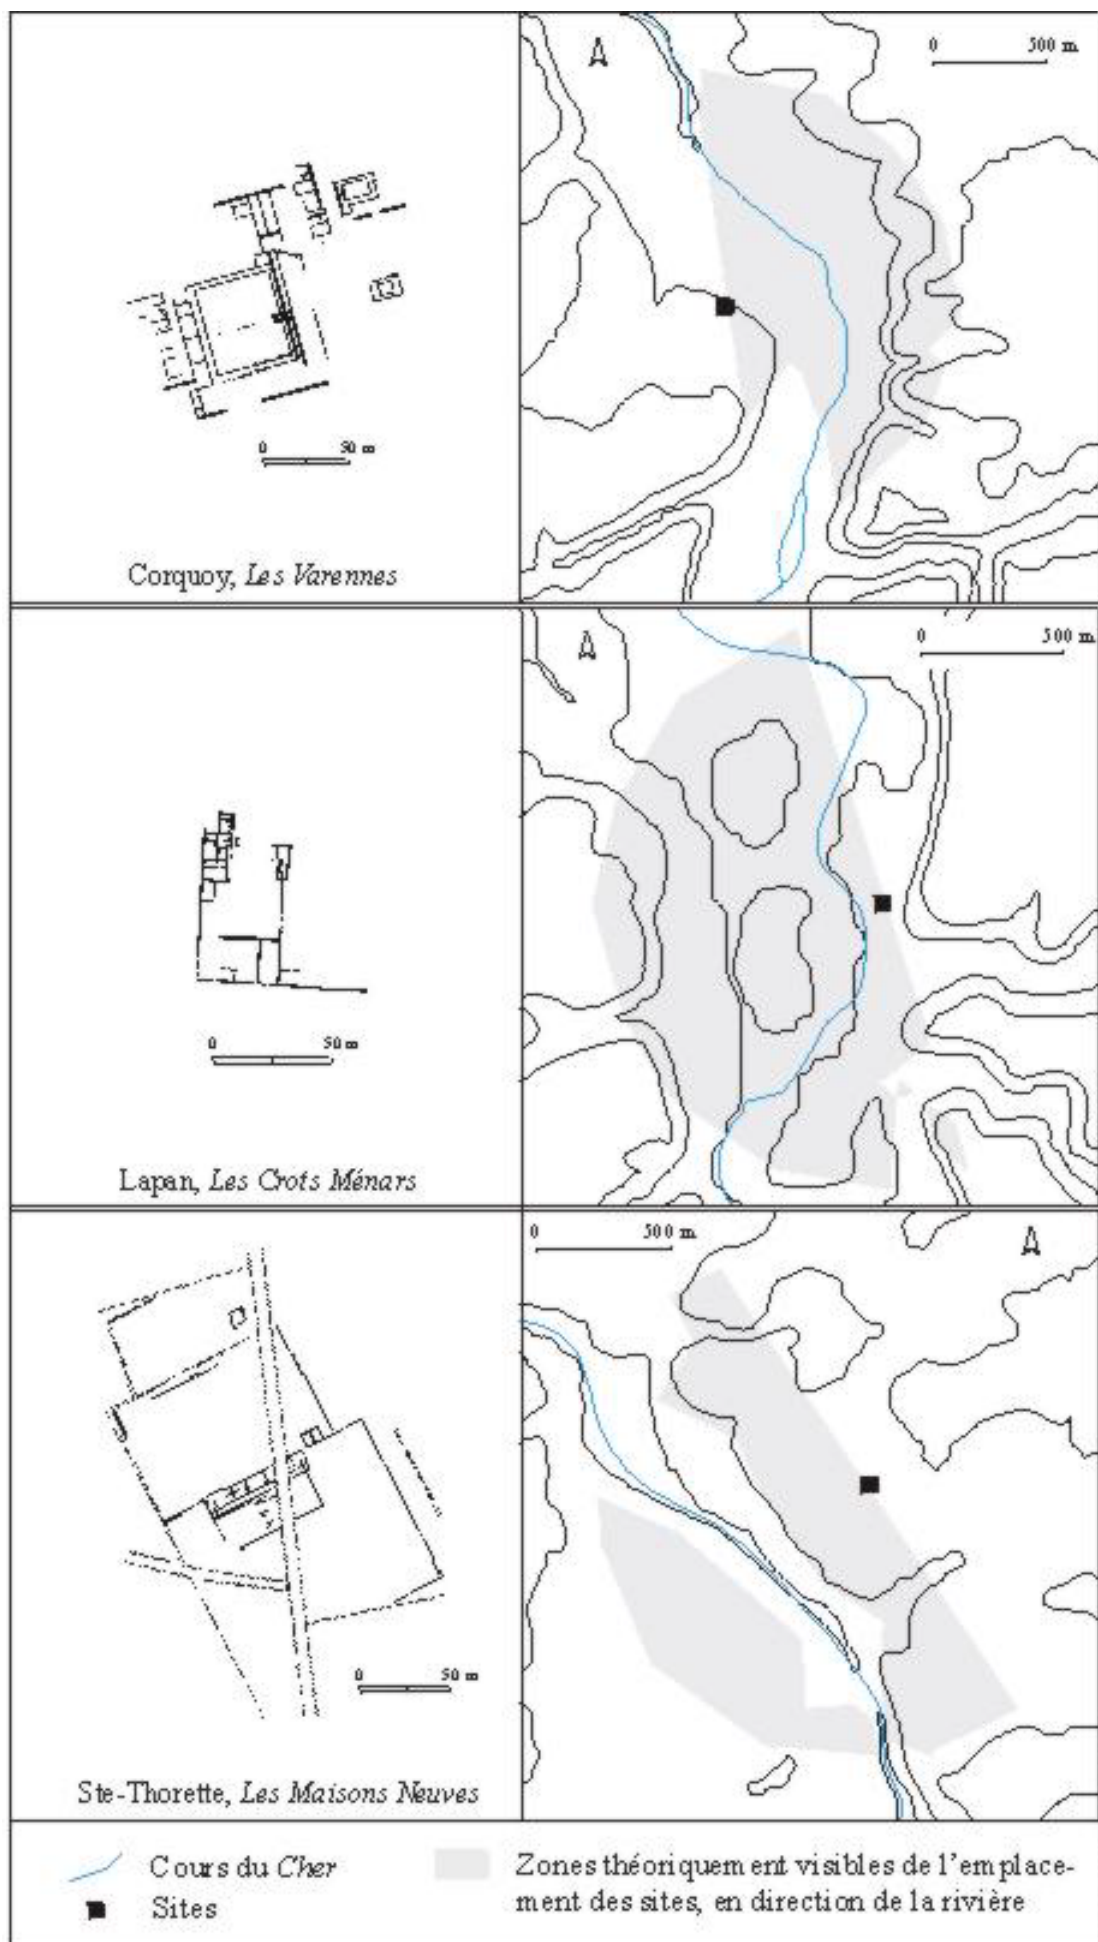 0 500 m
0 50 m
Corquoy, Les Varennes
0 500 m
0 50 m
Lapan, Les Crots Ménars
0 500 m
0 50 m
Ste-Thorette, Les Maisons Neuves
Cours du Cher
Sites
Zones théoriquement visibles de l'emplace-
ment des sites, en direction de la rivière